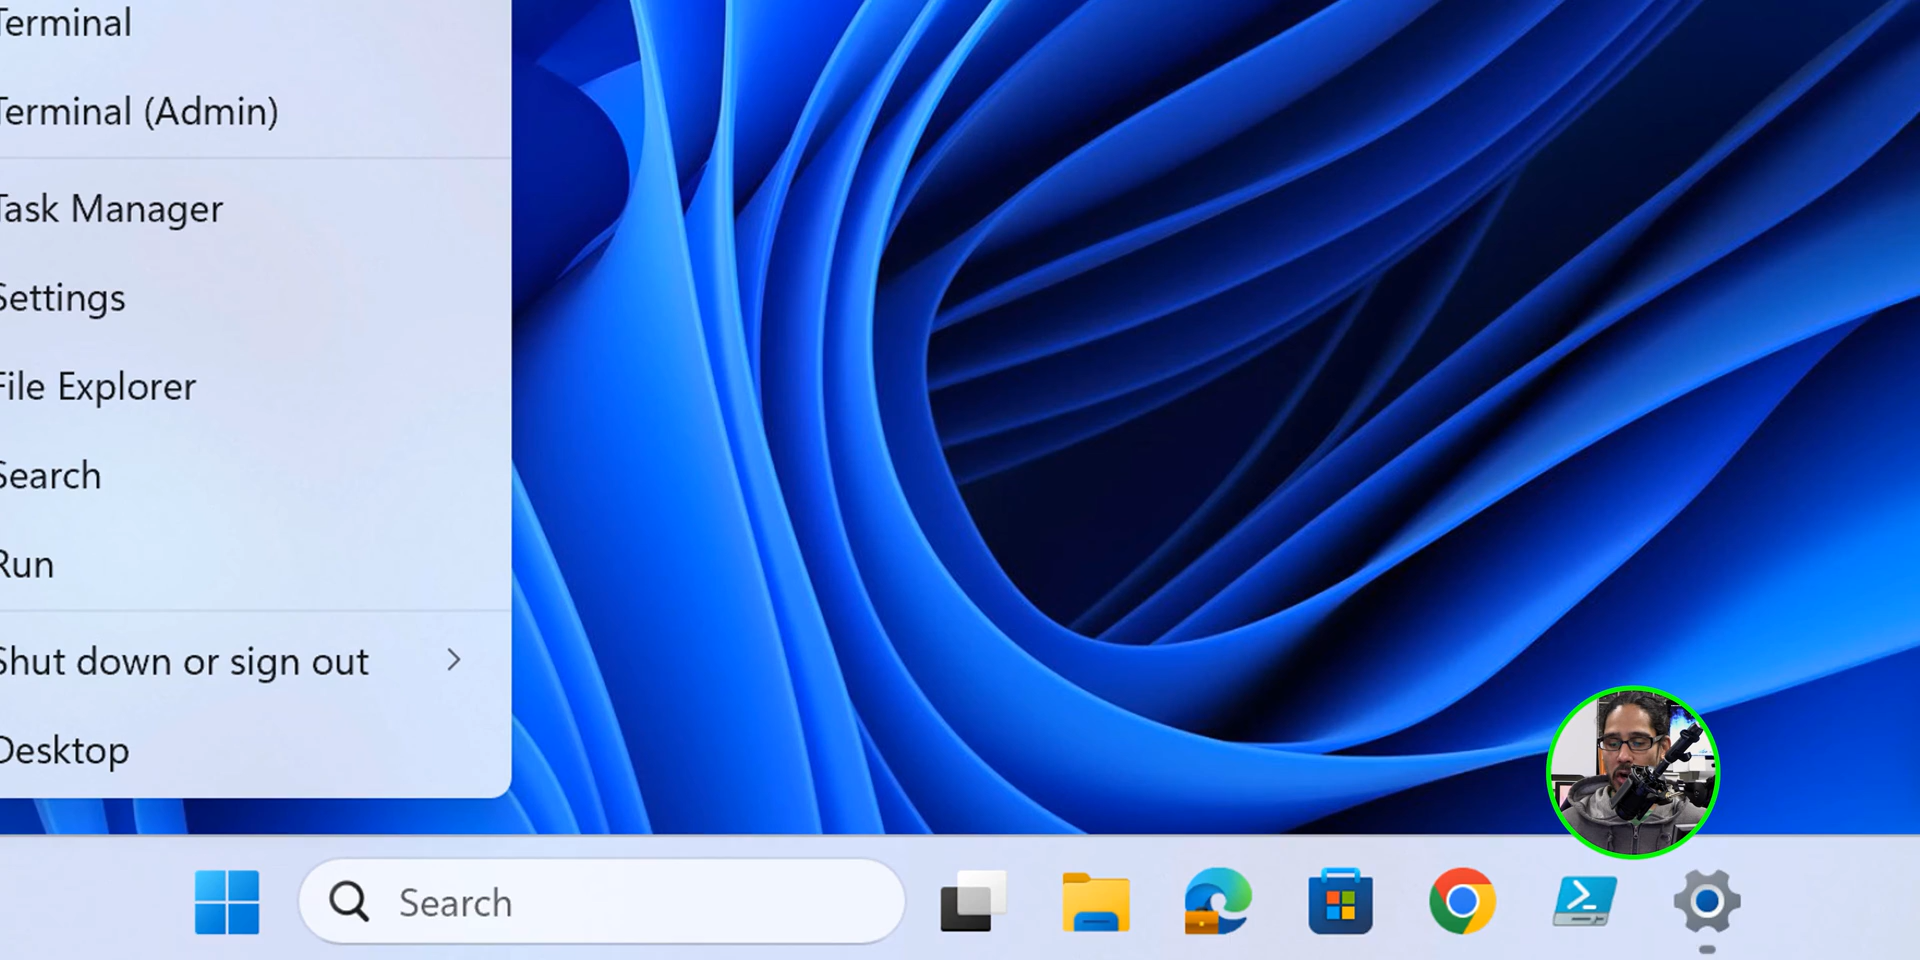 Terminal
Terminal (Admin)
Task Manager
Settings
File Explorer
Search
Run
Shut down or sign out
Desktop
Search